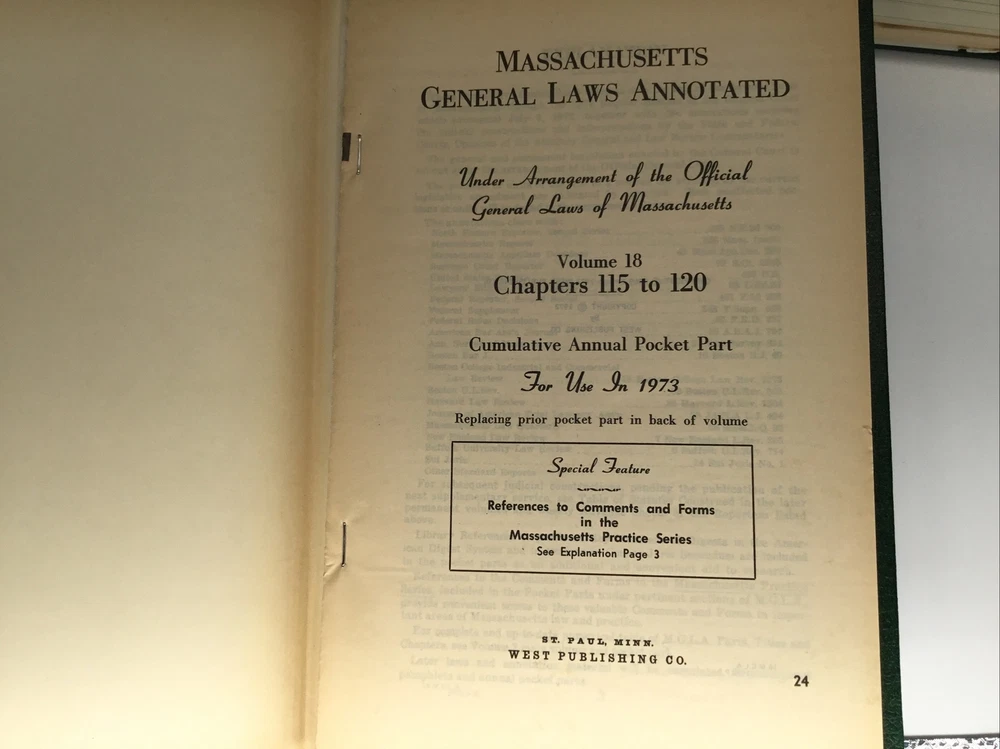 MASSACHUSETTS
GENERAL LAWS ANNOTATED
Under Arrangement of the Official
General Laws of Massachusetts
Volume 18
Chapters 115 to 120
Cumulative Annual Pocket Part
For Use In 1973
Replacing prior pocket part in back of volume
Special Feature
References to Comments and Forms
in the
Massachusetts Practice Series
See Explanation Page 3
ST. PAUL, MINN.
WEST PUBLISHING CO.
24